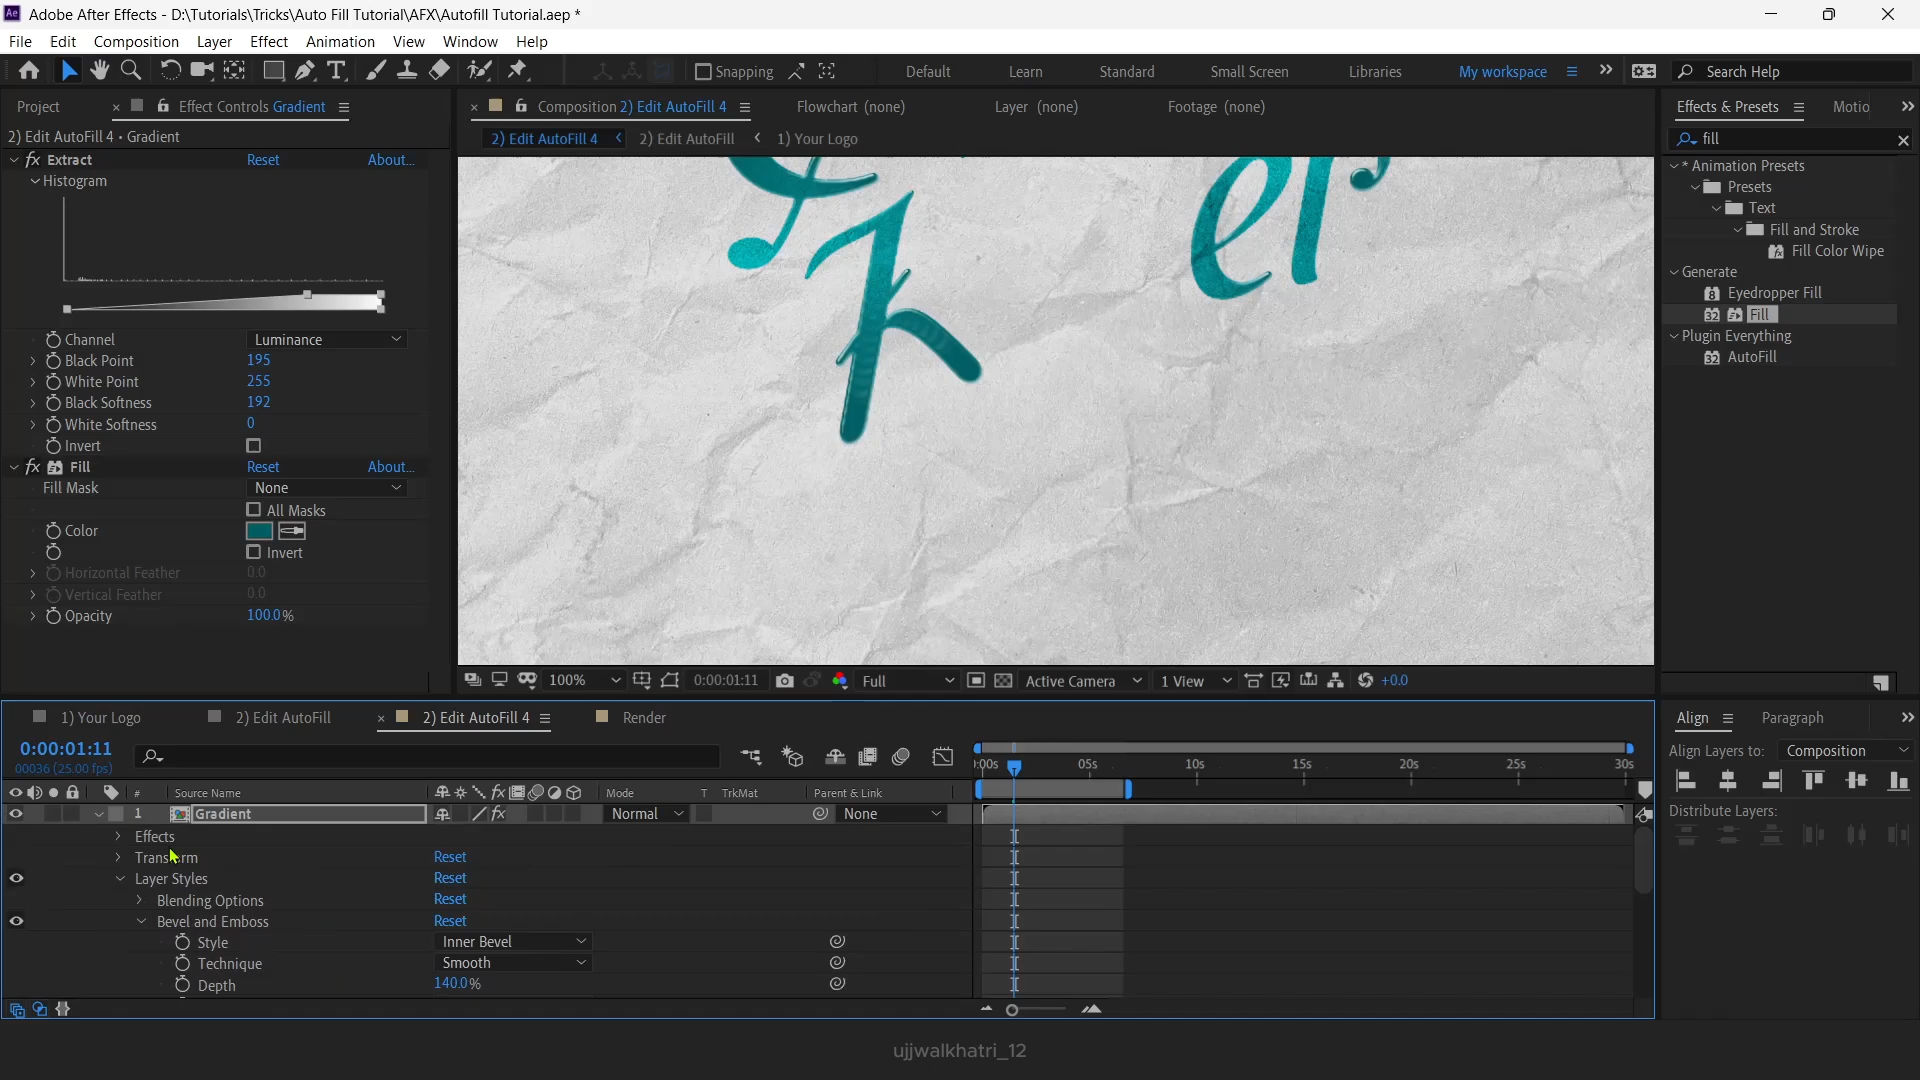 Adobe After Effects - D:\Tutorials\Tricks\Auto Fill Tutorial\AFX\Autofill Tutorial.aep *
File Edit Composition Layer Effect Animation View Window Help
Snapping Default Learn Standard Small Screen Libraries My workspace Search Help
Project Effect Controls Gradient
2) Edit AutoFill 4 • Gradient
fx Extract Reset About...
Histogram
Channel Luminance
Black Point 195
White Point 255
Black Softness 192
White Softness 0
Invert
fx Fill Reset About...
Fill Mask None
All Masks
Color
Invert
Horizontal Feather 0.0
Vertical Feather 0.0
Opacity 100.0%
Composition 2) Edit AutoFill 4 Flowchart (none) Layer (none) Footage (none)
2) Edit AutoFill 4 2) Edit AutoFill 1) Your Logo
100% 0:00:01:11 Full Active Camera 1 View +0.0
Effects & Presets Motio
fill
* Animation Presets
Presets
Text
Fill and Stroke
Fill Color Wipe
Generate
Eyedropper Fill
Fill
Plugin Everything
AutoFill
1) Your Logo 2) Edit AutoFill 2) Edit AutoFill 4 Render
0:00:01:11
00036 (25.00 fps)
:00s 05s 10s 15s 20s 25s 30s
# Source Name Mode T TrkMat Parent & Link
1 Gradient Normal None
Effects
Transform Reset
Layer Styles Reset
Blending Options Reset
Bevel and Emboss Reset
Style Inner Bevel
Technique Smooth
Depth 140.0%
Align Paragraph
Align Layers to: Composition
Distribute Layers:
ujjwalkhatri_12